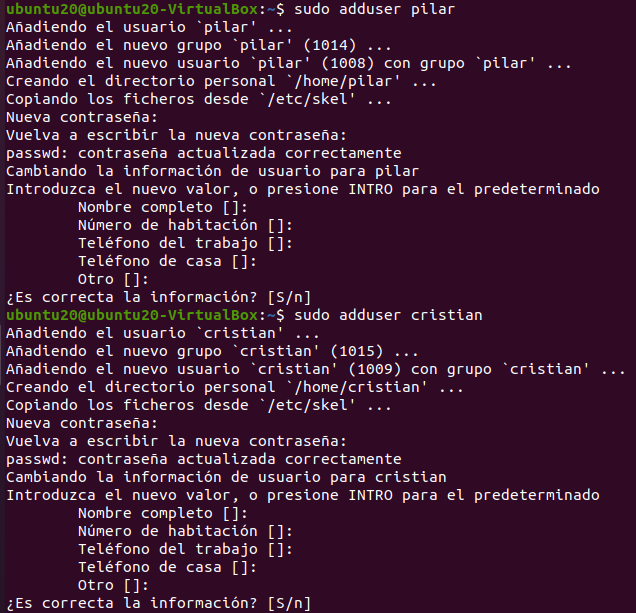 ubuntu20@ubuntu20-VirtualBox:~$ sudo adduser pilar
Añadiendo el usuario `pilar' ...
Añadiendo el nuevo grupo `pilar' (1014) ...
Añadiendo el nuevo usuario `pilar' (1008) con grupo `pilar' ...
Creando el directorio personal `/home/pilar' ...
Copiando los ficheros desde `/etc/skel' ...
Nueva contraseña:
Vuelva a escribir la nueva contraseña:
passwd: contraseña actualizada correctamente
Cambiando la información de usuario para pilar
Introduzca el nuevo valor, o presione INTRO para el predeterminado
        Nombre completo []:
        Número de habitación []:
        Teléfono del trabajo []:
        Teléfono de casa []:
        Otro []:
¿Es correcta la información? [S/n]
ubuntu20@ubuntu20-VirtualBox:~$ sudo adduser cristian
Añadiendo el usuario `cristian' ...
Añadiendo el nuevo grupo `cristian' (1015) ...
Añadiendo el nuevo usuario `cristian' (1009) con grupo `cristian' ...
Creando el directorio personal `/home/cristian' ...
Copiando los ficheros desde `/etc/skel' ...
Nueva contraseña:
Vuelva a escribir la nueva contraseña:
passwd: contraseña actualizada correctamente
Cambiando la información de usuario para cristian
Introduzca el nuevo valor, o presione INTRO para el predeterminado
        Nombre completo []:
        Número de habitación []:
        Teléfono del trabajo []:
        Teléfono de casa []:
        Otro []:
¿Es correcta la información? [S/n]